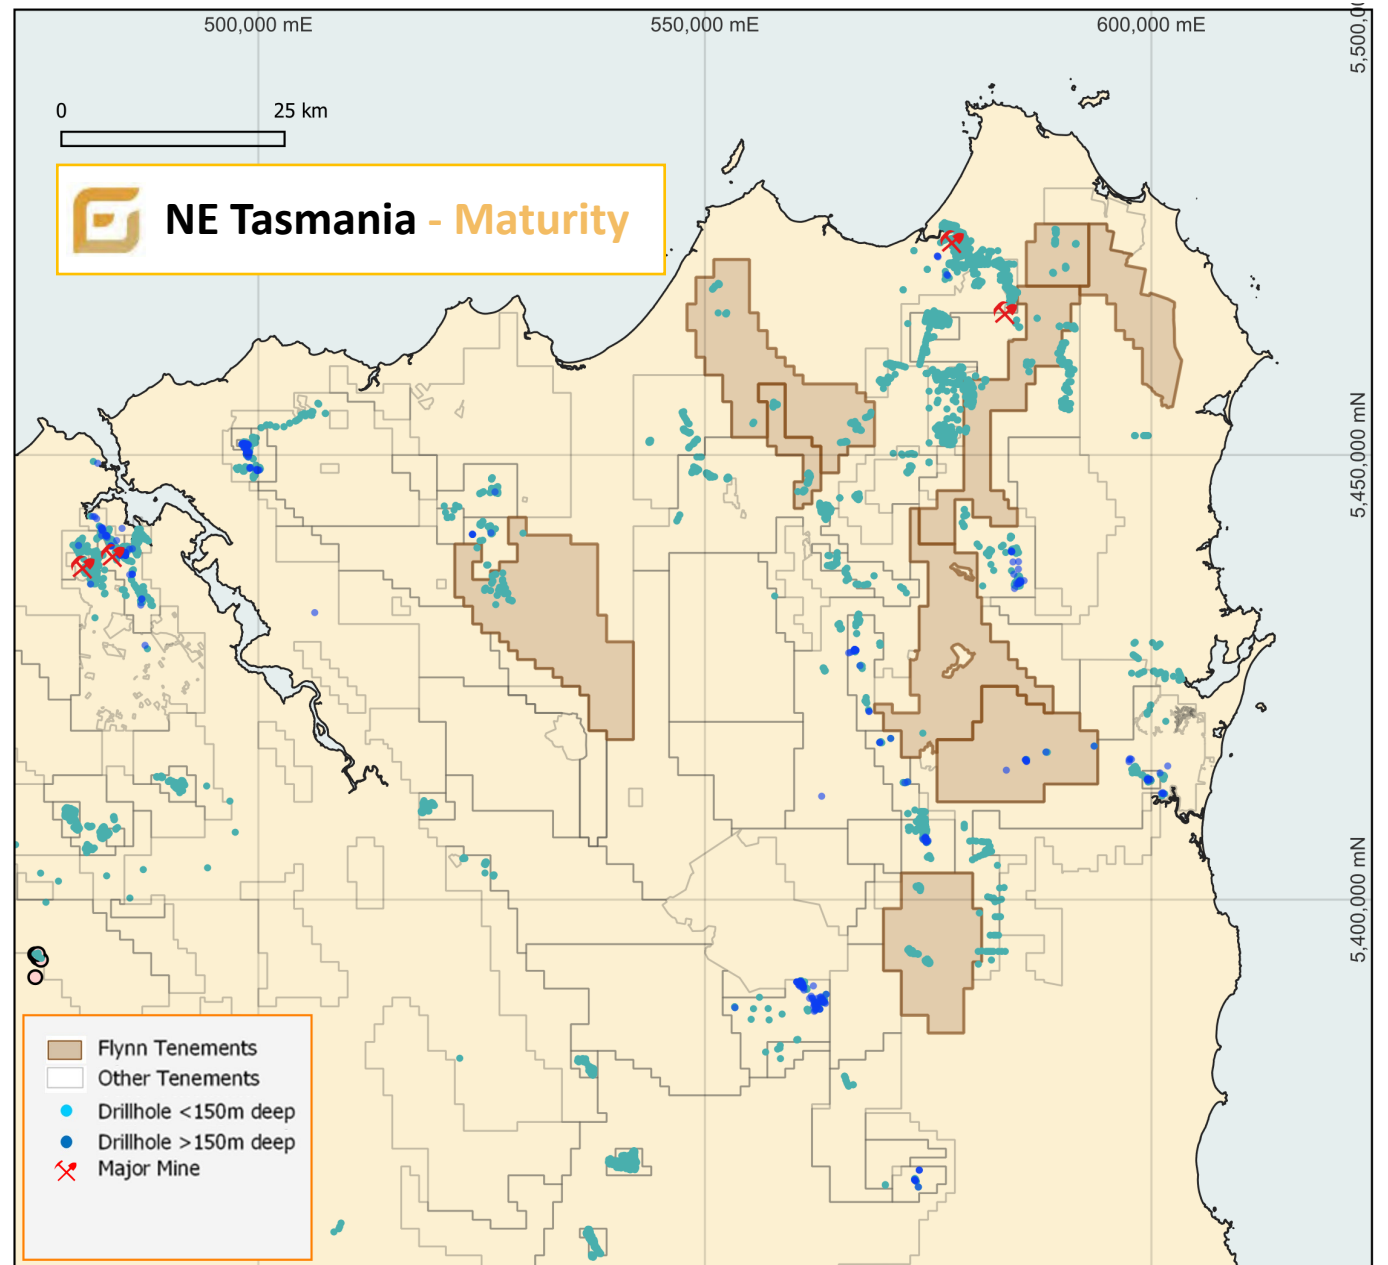 500,000 mE
550,000 mE
600,000 mE
0
25 km
NE Tasmania - Maturity
5,450,000 mN
5,400,000 mN
Flynn Tenements
Other Tenements
Drillhole <150m deep
Drillhole >150m deep
Major Mine